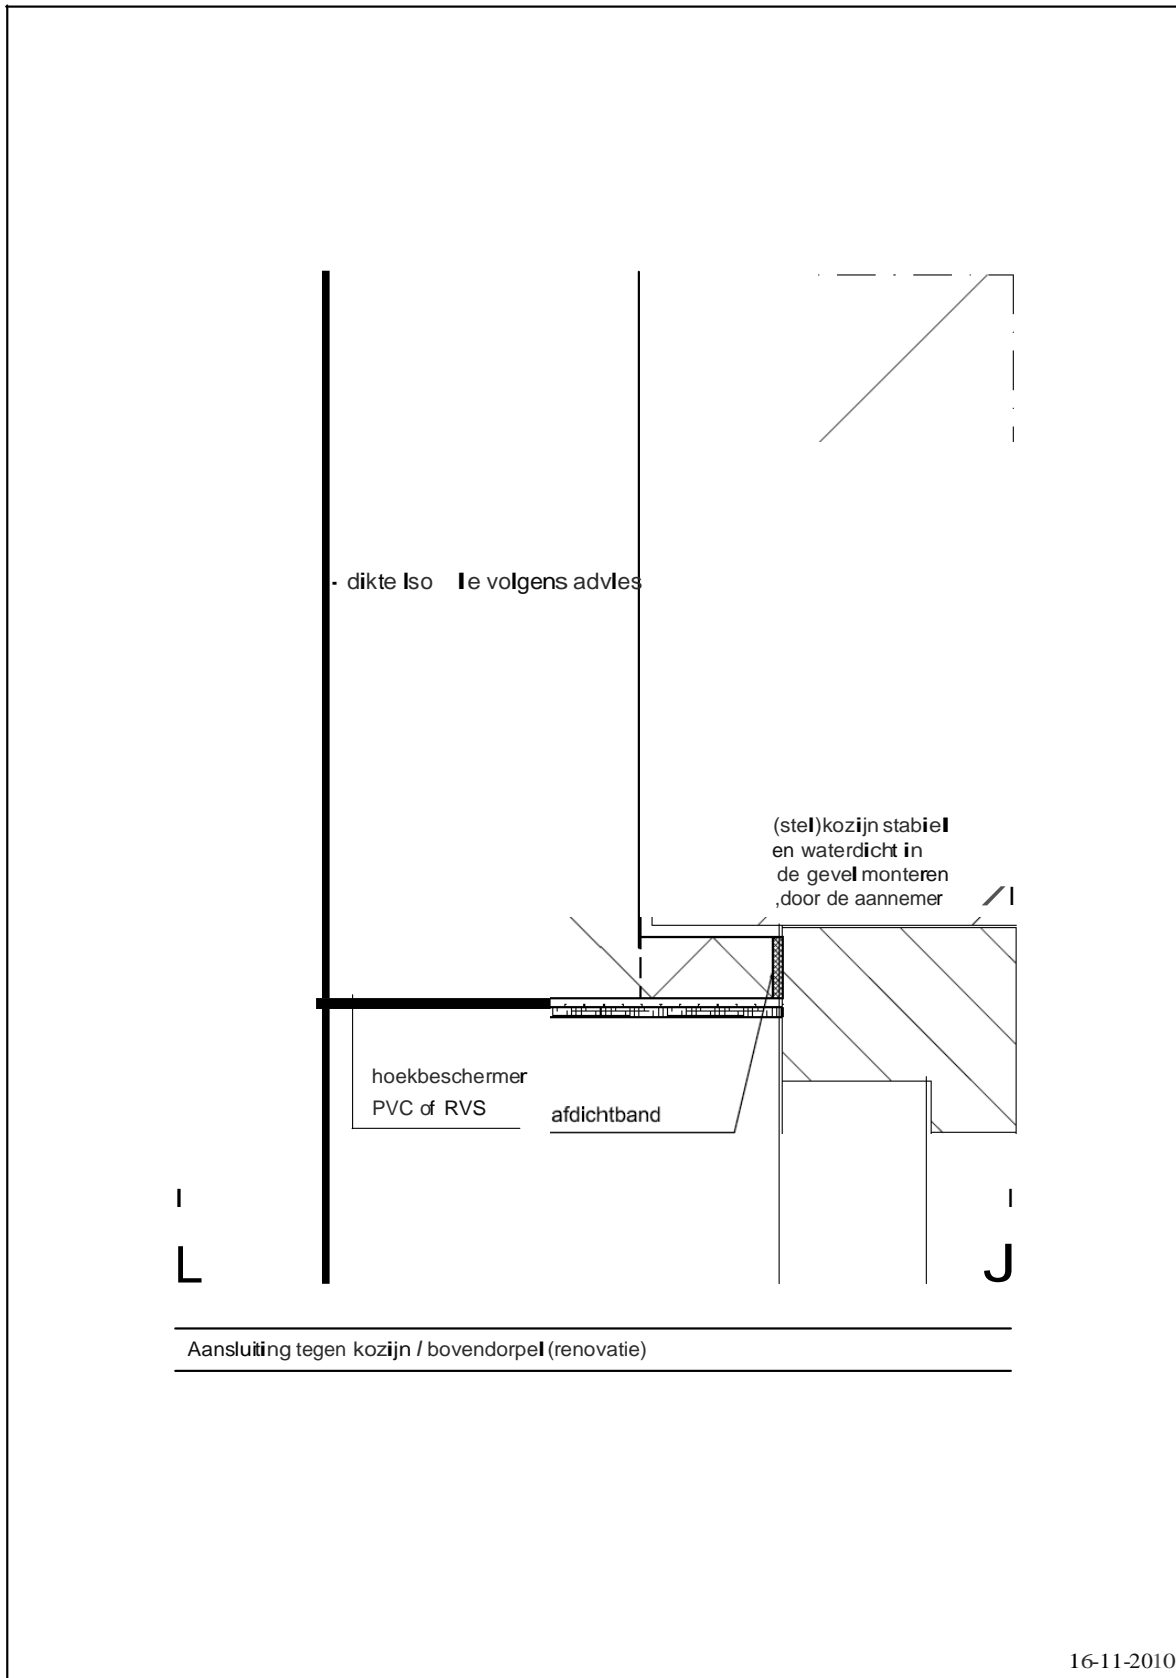 - dikte Iso Ie volgens advIes
(stel)kozijn stabiel
en waterdicht in
de gevel monteren
,door de aannemer
/I
hoekbeschermer
PVC of RVS
afdichtband
I I
L J
Aansluiting tegen kozijn / bovendorpel (renovatie)
16-11-2010